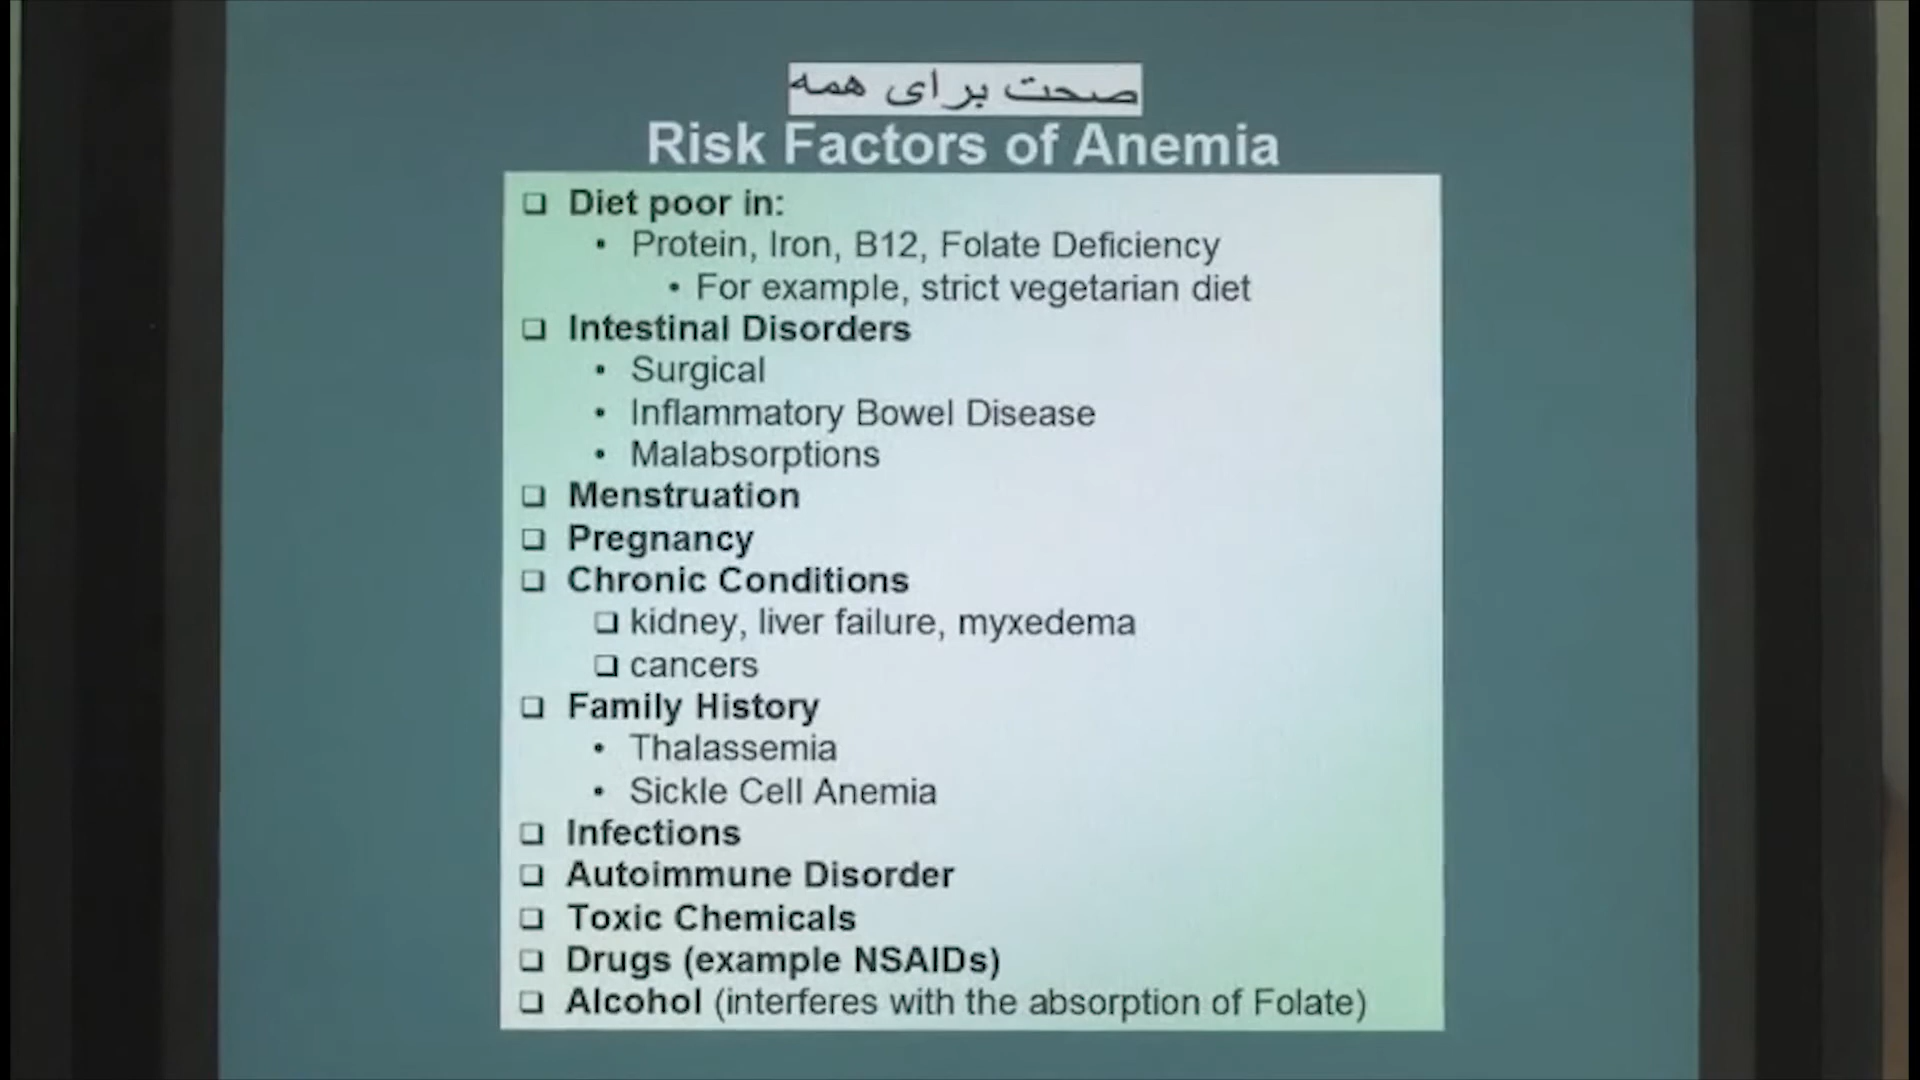 صحت برای همه
Risk Factors of Anemia
❑ Diet poor in:
• Protein, Iron, B12, Folate Deficiency
• For example, strict vegetarian diet
❑ Intestinal Disorders
• Surgical
• Inflammatory Bowel Disease
• Malabsorptions
❑ Menstruation
❑ Pregnancy
❑ Chronic Conditions
❑ kidney, liver failure, myxedema
❑ cancers
❑ Family History
• Thalassemia
• Sickle Cell Anemia
❑ Infections
❑ Autoimmune Disorder
❑ Toxic Chemicals
❑ Drugs (example NSAIDs)
❑ Alcohol (interferes with the absorption of Folate)